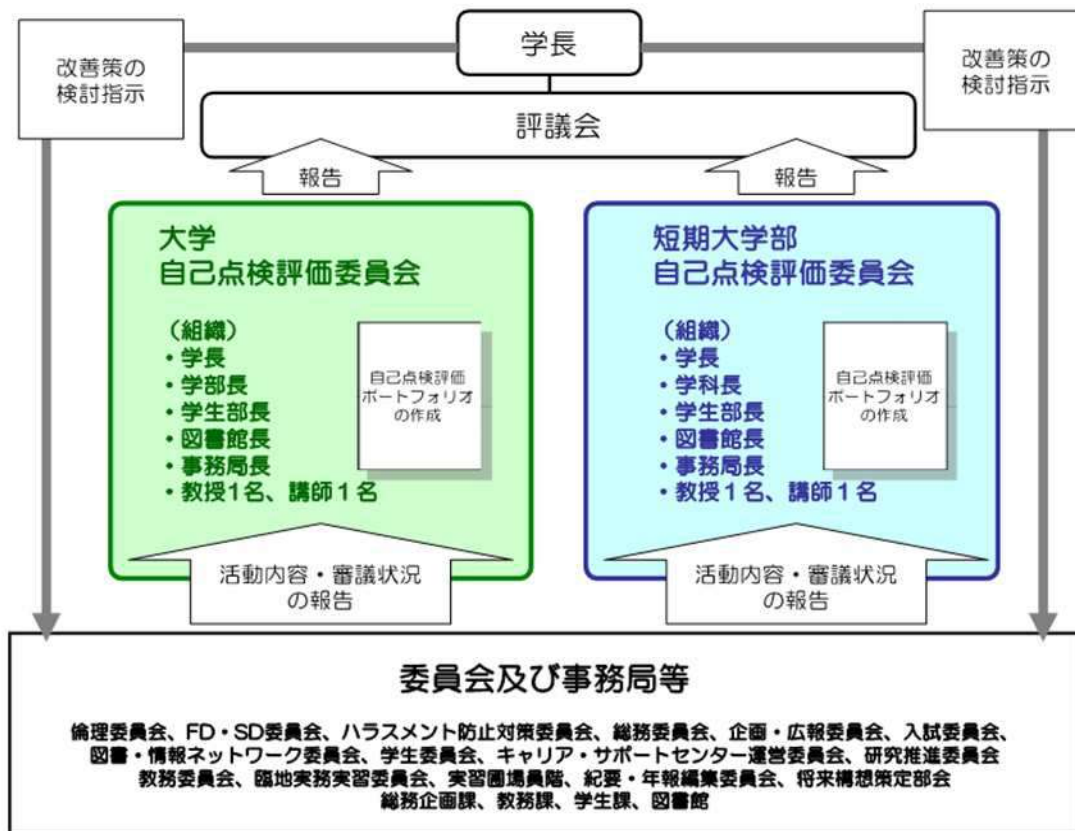 学長
改善策の
検討指示
改善策の
検討指示
評議会
報告
報告
大学
自己点検評価委員会
（組織）
・学長
・学部長
・学生部長
・図書館長
・事務局長
・教授１名、講師１名
自己点検評価
ポートフォリオ
の作成
活動内容・審議状況
の報告
短期大学部
自己点検評価委員会
（組織）
・学長
・学科長
・学生部長
・図書館長
・事務局長
・教授１名、講師１名
自己点検評価
ポートフォリオ
の作成
活動内容・審議状況
の報告
委員会及び事務局等
倫理委員会、FD・SD委員会、ハラスメント防止対策委員会、総務委員会、企画・広報委員会、入試委員会、
図書・情報ネットワーク委員会、学生委員会、キャリア・サポートセンター運営委員会、研究推進委員会
教務委員会、臨地実務実習委員会、実習圃場員階、紀要・年報編集委員会、将来構想策定部会
総務企画課、教務課、学生課、図書館